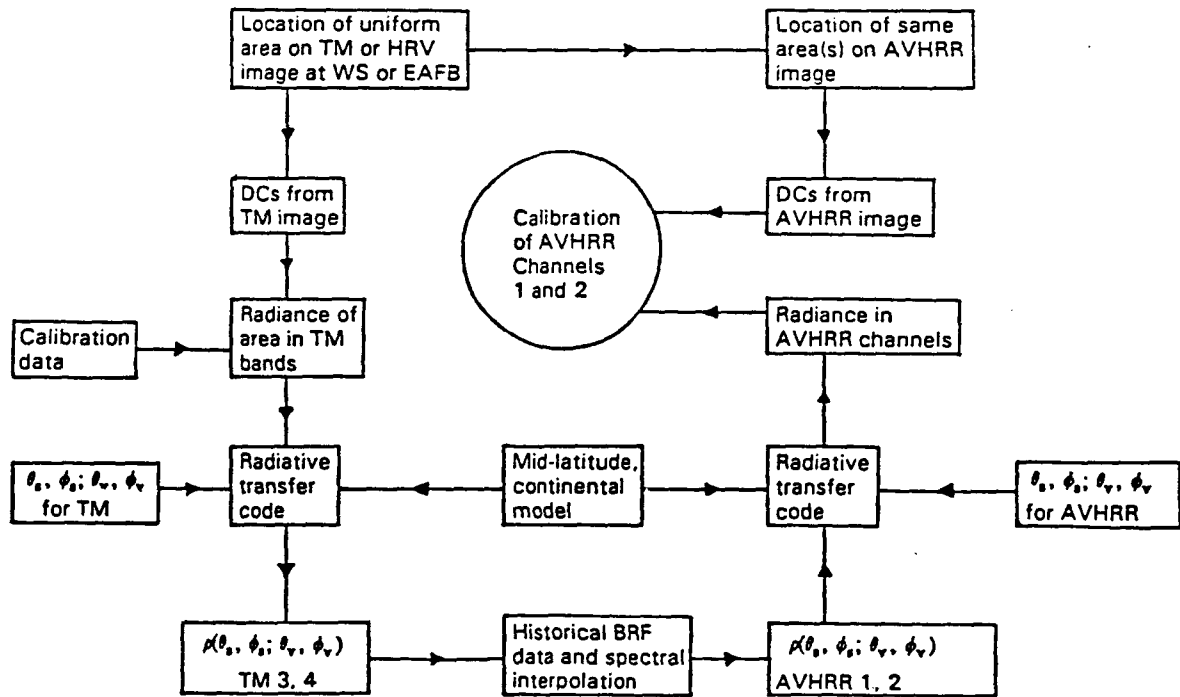 Location of uniform
area on TM or HRV
image at WS or EAFB
Location of same
area(s) on AVHRR
image
DCs from
TM image
Calibration
of AVHRR
Channels
1 and 2
DCs from
AVHRR image
Calibration
data
Radiance of
area in TM
bands
Radiance in
AVHRR channels
θₛ, ϕₛ; θᵥ, ϕᵥ
for TM
Radiative
transfer
code
Mid-latitude,
continental
model
Radiative
transfer
code
θₛ, ϕₛ; θᵥ, ϕᵥ
for AVHRR
ρ(θₛ, ϕₛ; θᵥ, ϕᵥ)
TM 3, 4
Historical BRF
data and spectral
interpolation
ρ(θₛ, ϕₛ; θᵥ, ϕᵥ)
AVHRR 1, 2